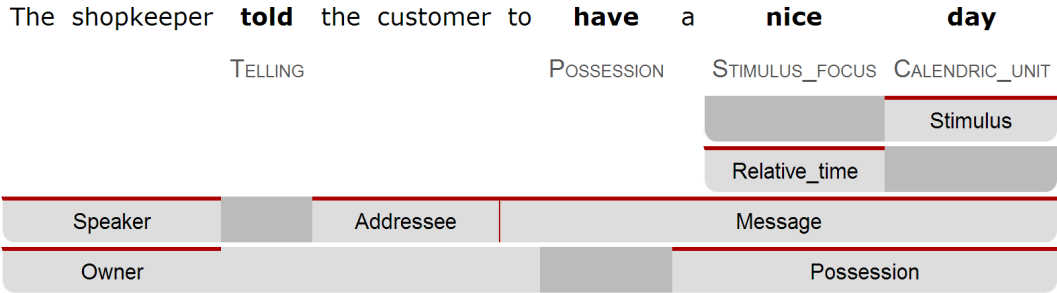 The shopkeeper told the customer to have a nice day
TELLING POSSESSION STIMULUS_FOCUS CALENDRIC_UNIT
Stimulus
Relative_time
Speaker Addressee Message
Owner Possession